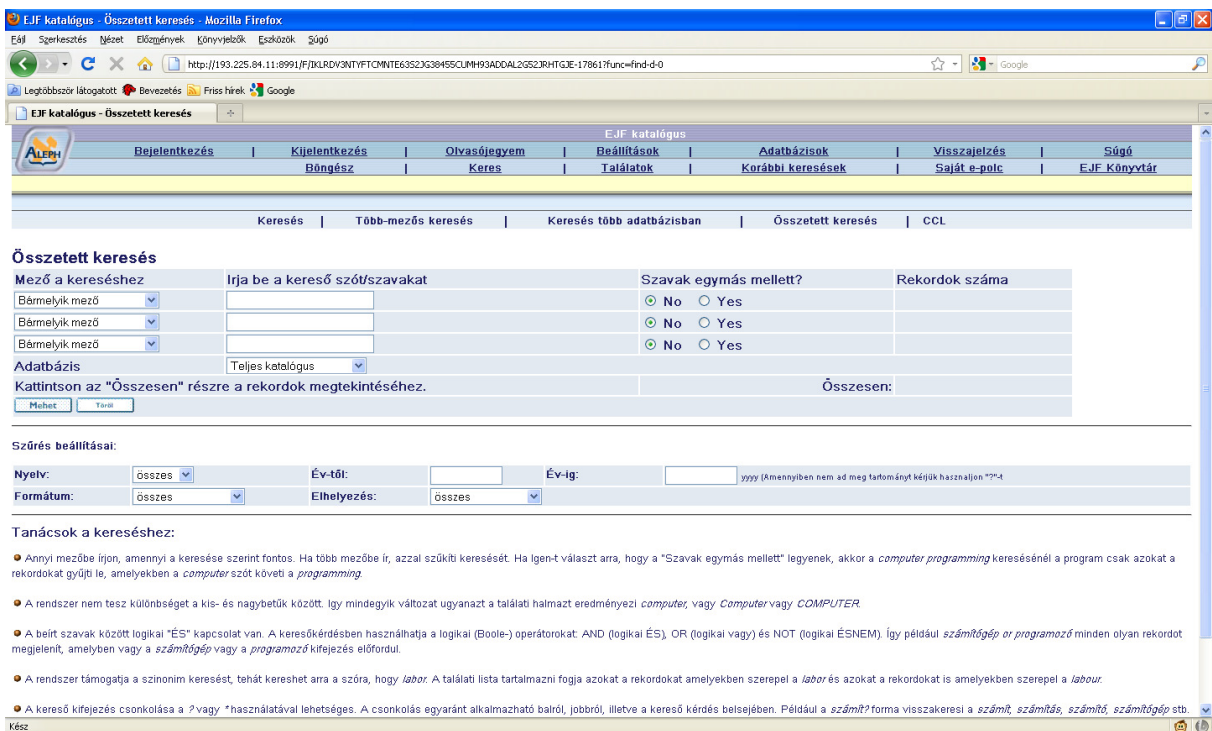 EJF katalógus - Összetett keresés - Mozilla Firefox
Fájl Szerkesztés Nézet Előzmények Könyvjelzők Eszközök Súgó
http://193.225.84.11:8991/F/IKLRDV3NTYFTCMNTE63S2JG38455CUMH93ADDAL2G52JRHTGJE-17861?func=find-d-0 Google
Legtöbbször látogatott Bevezetés Friss hírek Google
EJF katalógus - Összetett keresés
EJF katalógus
ALEPH Bejelentkezés | Kijelentkezés | Olvasójegyem | Beállítások | Adatbázisok | Visszajelzés | Súgó
Böngész | Keres | Találatok | Korábbi keresések | Saját e-polc | EJF Könyvtár
Keresés | Több-mezős keresés | Keresés több adatbázisban | Összetett keresés | CCL
Összetett keresés
Mező a kereséshez Irja be a kereső szót/szavakat Szavak egymás mellett? Rekordok száma
Bármelyik mező No Yes
Bármelyik mező No Yes
Bármelyik mező No Yes
Adatbázis Teljes katalógus
Kattintson az "Összesen" részre a rekordok megtekintéséhez. Összesen:
Mehet Töröl
Szűrés beállításai:
Nyelv: összes Év-től: Év-ig: yyyy (Amennyiben nem ad meg tartományt kérjük használjon "?"-t
Formátum: összes Elhelyezés: összes
Tanácsok a kereséshez:
Annyi mezőbe írjon, amennyi a keresése szerint fontos. Ha több mezőbe ír, azzal szűkíti keresését. Ha Igen-t választ arra, hogy a "Szavak egymás mellett" legyenek, akkor a computer programming keresésénél a program csak azokat a
rekordokat gyűjti le, amelyekben a computer szót követi a programming.
A rendszer nem tesz különbséget a kis- és nagybetűk között. Igy mindegyik változat ugyanazt a találati halmazt eredményezi computer, vagy Computer vagy COMPUTER.
A beírt szavak között logikai "ÉS" kapcsolat van. A keresőkérdésben használhatja a logikai (Boole-) operátorokat: AND (logikai ÉS), OR (logikai vagy) és NOT (logikai ÉSNEM). Így például számítógép or programozó minden olyan rekordot
megjelenít, amelyben vagy a számítógép vagy a programozó kifejezés előfordul.
A rendszer támogatja a szinonim keresést, tehát kereshet arra a szóra, hogy labor. A találati lista tartalmazni fogja azokat a rekordokat amelyekben szerepel a labor és azokat a rekordokat is amelyekben szerepel a labour.
A kereső kifejezés csonkolása a ? vagy * használatával lehetséges. A csonkolás egyaránt alkalmazható balról, jobbról, illetve a kereső kérdés belsejében. Például a számít? forma visszakeresi a számít, számítás, számító, számítógép stb.
Kész